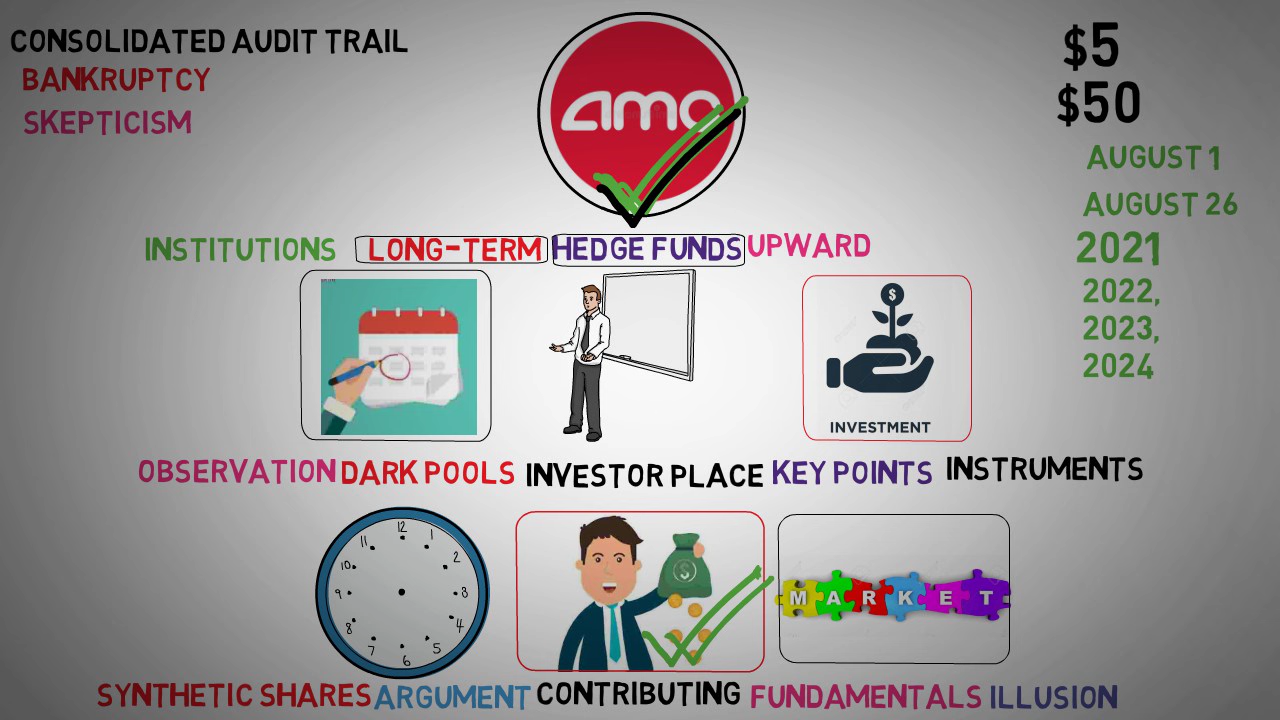 CONSOLIDATED AUDIT TRAIL
BANKRUPTCY
SKEPTICISM
amc
$5
$50
AUGUST 1
AUGUST 26
2021
2022,
2023,
2024
INSTITUTIONS LONG-TERM HEDGE FUNDS UPWARD
$
INVESTMENT
OBSERVATION DARK POOLS INVESTOR PLACE KEY POINTS INSTRUMENTS
12
1
2
3
4
5
6
7
8
9
10
11
$
MARKET
SYNTHETIC SHARES ARGUMENT CONTRIBUTING FUNDAMENTALS ILLUSION